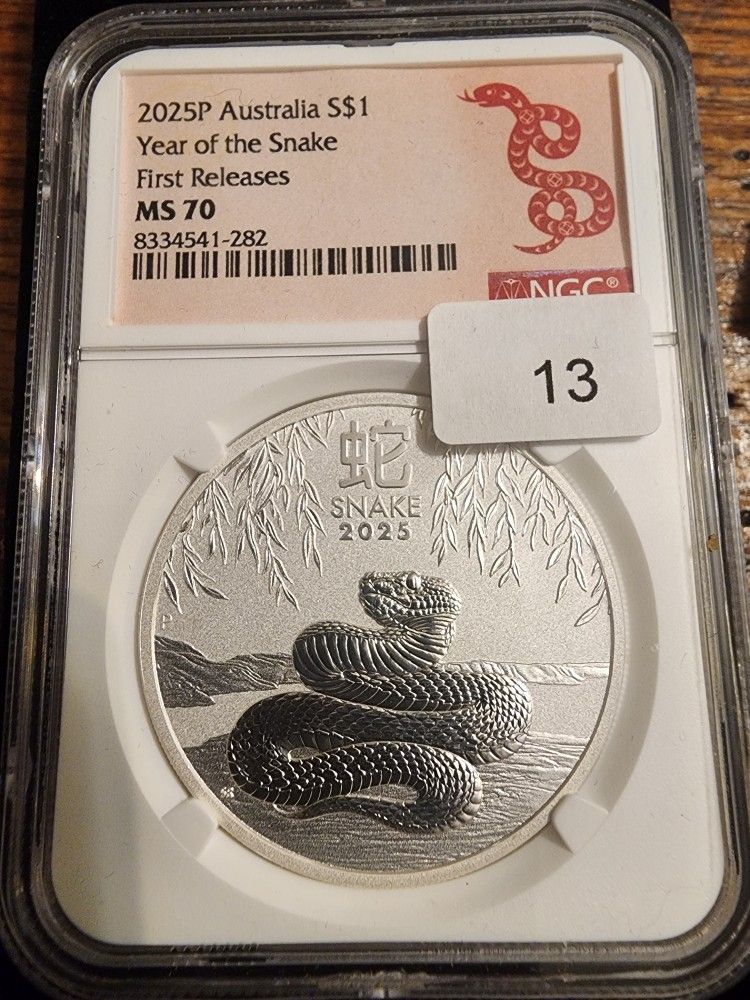 2025P Australia S$1
Year of the Snake
First Releases
MS 70
8334541-282
NGC®
13
蛇
SNAKE
2025
P